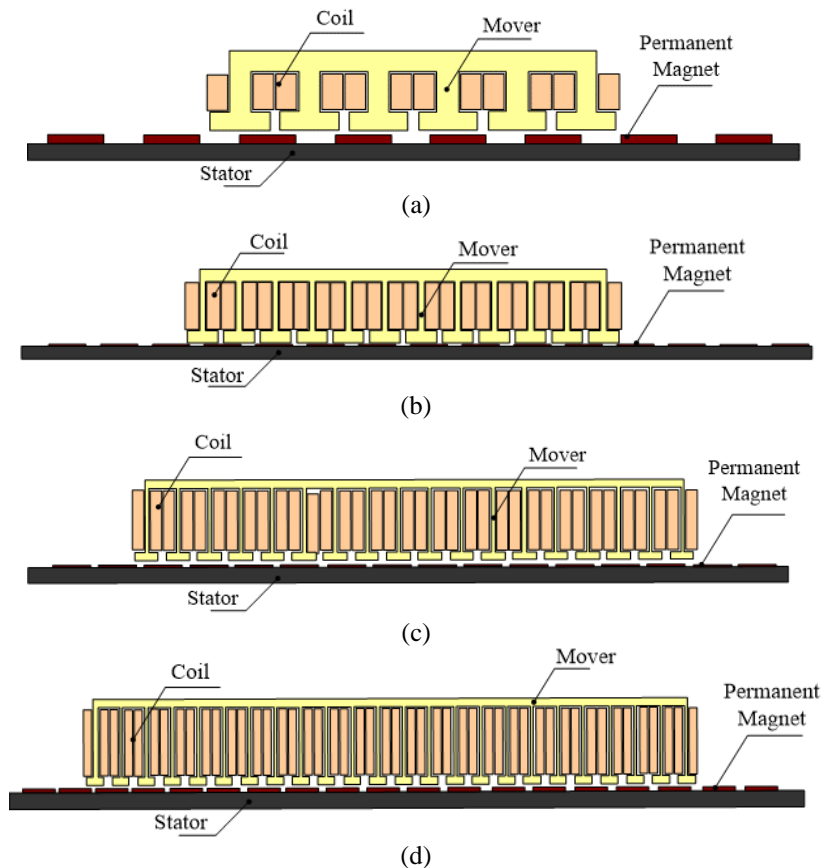 Coil
Mover
Permanent
Magnet
Stator
(a)
Coil
Mover
Permanent
Magnet
Stator
(b)
Coil
Mover
Permanent
Magnet
Stator
(c)
Coil
Mover
Permanent
Magnet
Stator
(d)